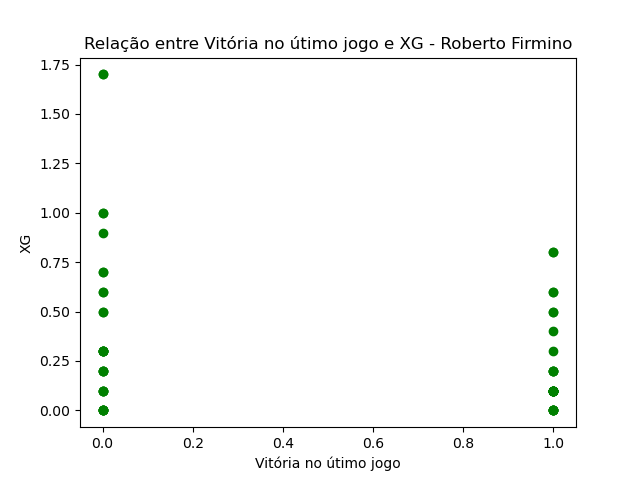 Relação entre Vitória no útimo jogo e XG - Roberto Firmino
1.75
1.50
1.25
1.00
0.75
0.50
0.25
0.00
XG
0.0 0.2 0.4 0.6 0.8 1.0
Vitória no útimo jogo